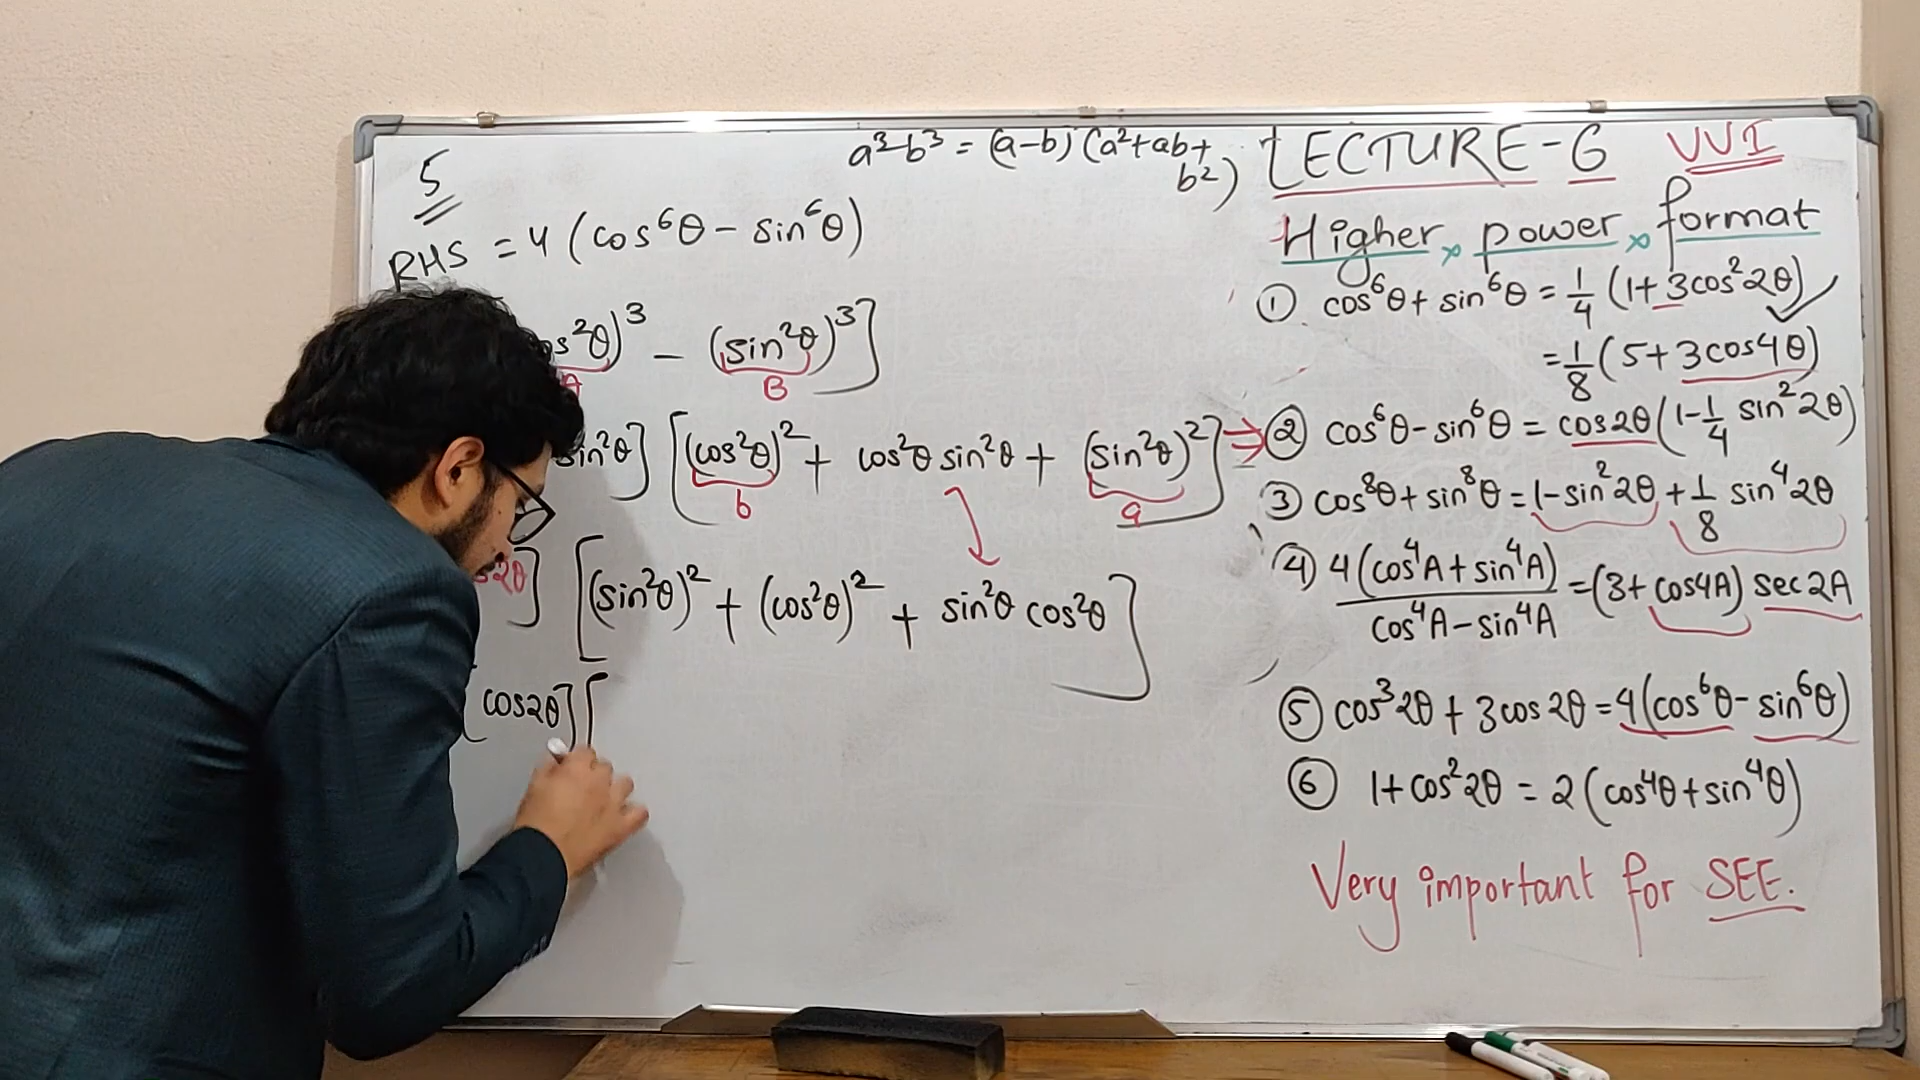 5
a³-b³ = (a-b) (a²+ab+
b²)
RHS = 4 (cos⁶θ - sin⁶θ)
os²θ)³ - (sin²θ)³]
A B
sin²θ] [(cos²θ)² + cos²θ sin²θ + (sin²θ)²]
b a
s2θ] [(sin²θ)² + (cos²θ)² + sin²θ cos²θ]
[cos2θ] [
LECTURE-6 VVI
Higher power format
① cos⁶θ + sin⁶θ = 1/4 (1+3cos²2θ)
= 1/8 (5+3cos4θ)
⇒ ② cos⁶θ - sin⁶θ = cos2θ (1 - 1/4 sin²2θ)
③ cos⁸θ + sin⁸θ = 1 - sin²2θ + 1/8 sin⁴2θ
④ 4(cos⁴A + sin⁴A) / cos⁴A - sin⁴A = (3+cos4A) sec2A
⑤ cos³2θ + 3cos2θ = 4(cos⁶θ - sin⁶θ)
⑥ 1+cos²2θ = 2(cos⁴θ + sin⁴θ)
Very important for SEE.